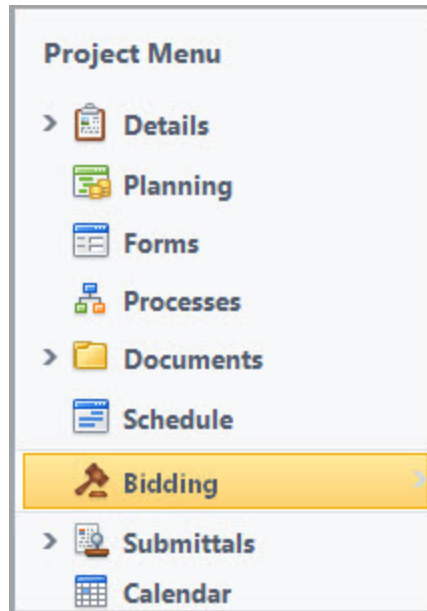 Project Menu
Details
Planning
Forms
Processes
Documents
Schedule
Bidding
Submittals
Calendar